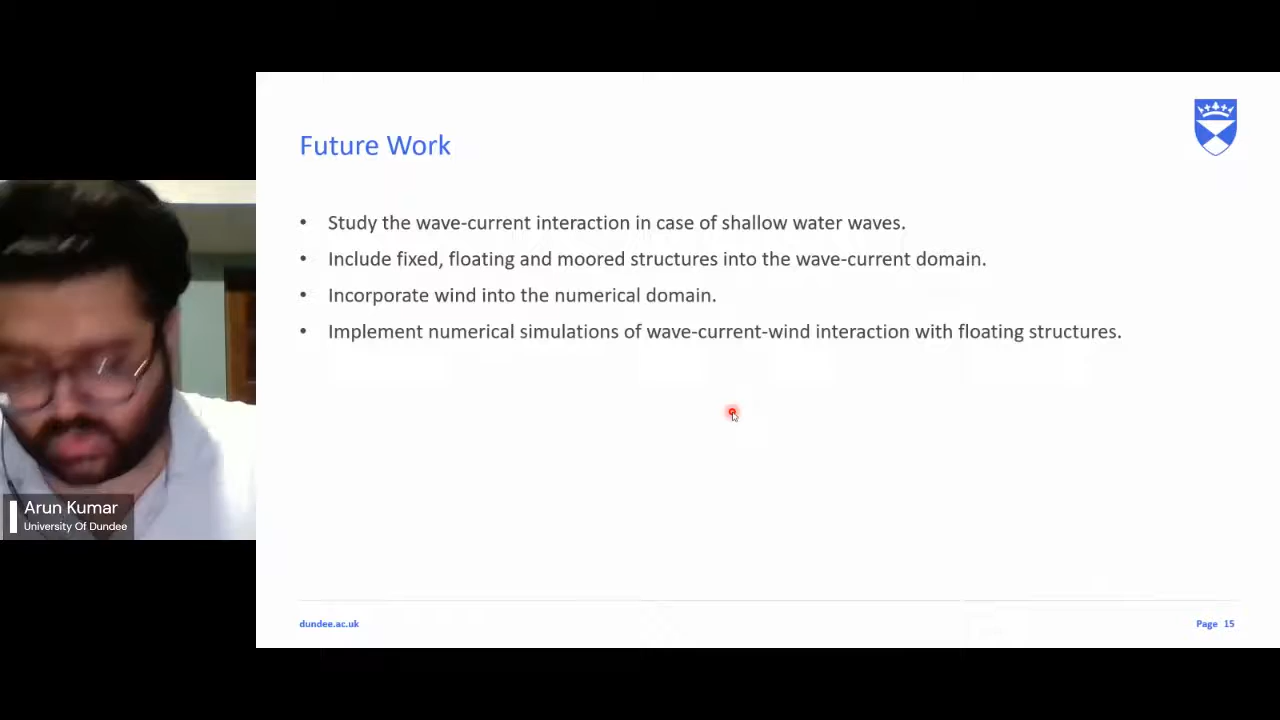 Future Work
• Study the wave-current interaction in case of shallow water waves.
• Include fixed, floating and moored structures into the wave-current domain.
• Incorporate wind into the numerical domain.
• Implement numerical simulations of wave-current-wind interaction with floating structures.
Arun Kumar
University Of Dundee
dundee.ac.uk
Page 15